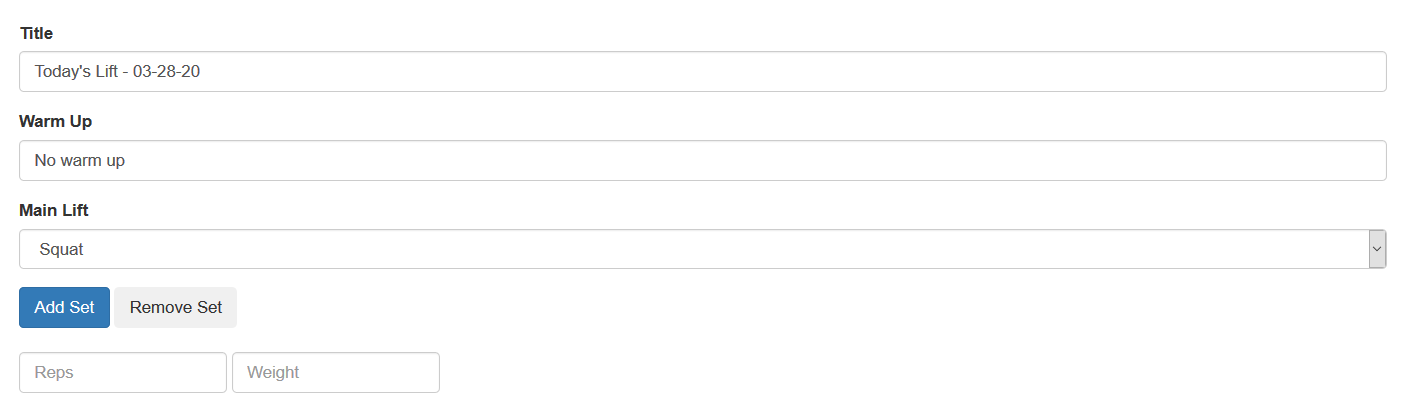 Title
Today's Lift - 03-28-20
Warm Up
No warm up
Main Lift
Squat
Add Set Remove Set
Reps Weight